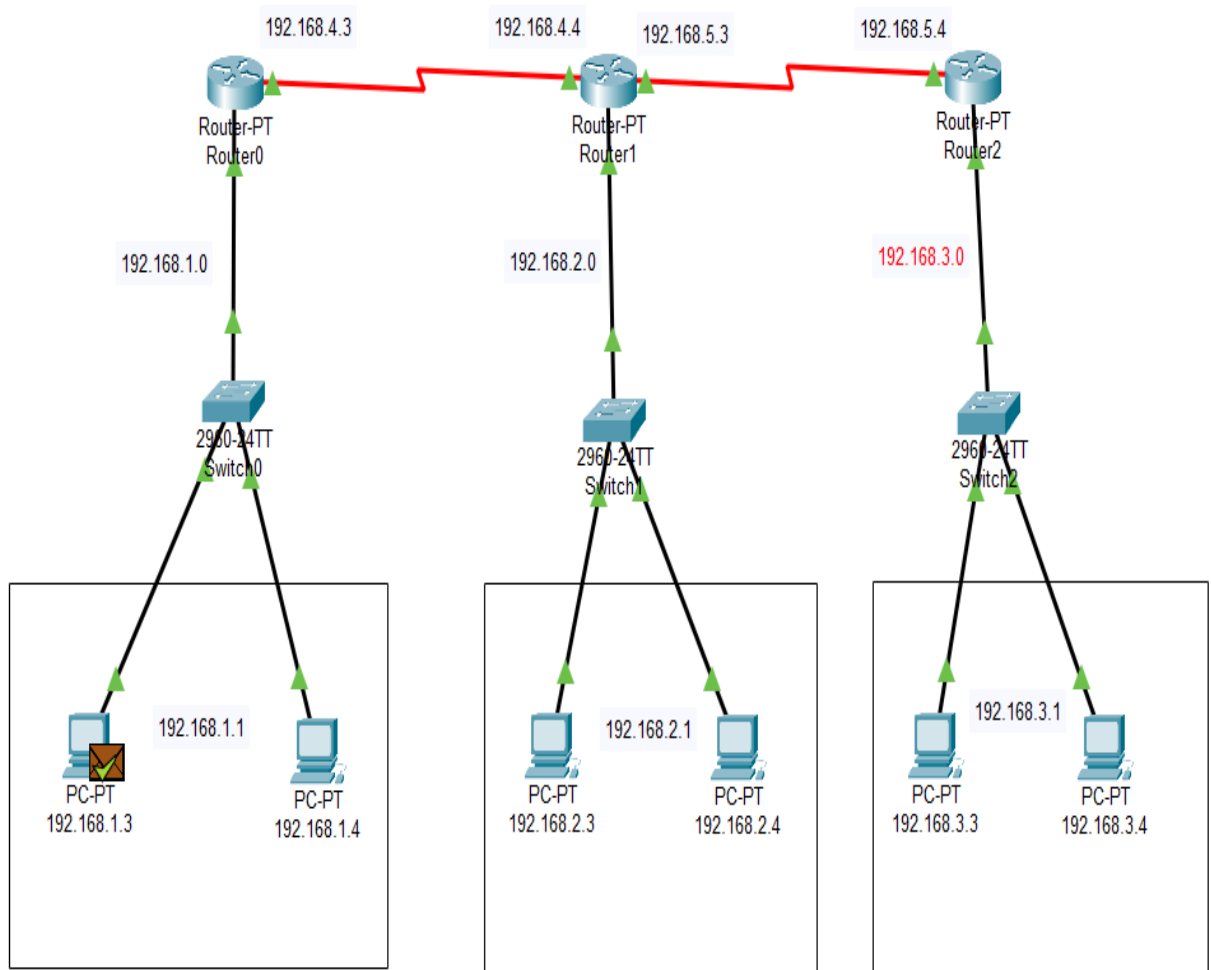 192.168.4.3
192.168.4.4
192.168.5.3
192.168.5.4
Router-PT
Router0
Router-PT
Router1
Router-PT
Router2
192.168.1.0
192.168.2.0
192.168.3.0
2960-24TT
Switch0
2960-24TT
Switch1
2960-24TT
Switch2
192.168.1.1
192.168.2.1
192.168.3.1
PC-PT
192.168.1.3
PC-PT
192.168.1.4
PC-PT
192.168.2.3
PC-PT
192.168.2.4
PC-PT
192.168.3.3
PC-PT
192.168.3.4